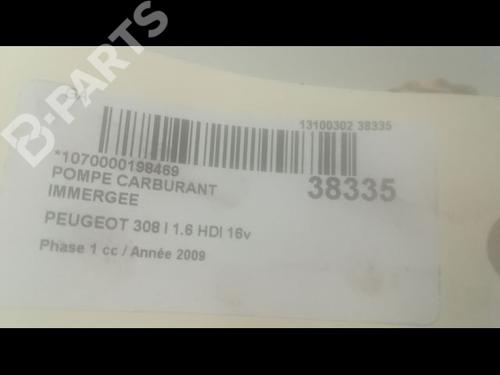 B-PARTS
13100302 38335
*1070000198469
POMPE CARBURANT
IMMERGEE
38335
PEUGEOT 308 I 1.6 HDI 16v
Phase 1 cc / Année 2009